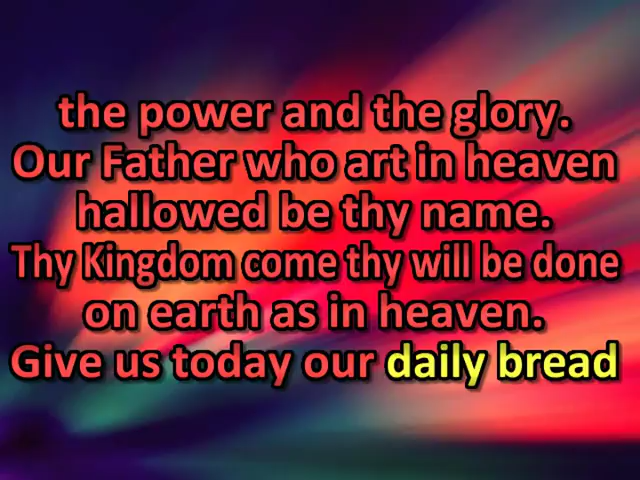 the power and the glory.
Our Father who art in heaven
hallowed be thy name.
Thy Kingdom come thy will be done
on earth as in heaven.
Give us today our daily bread